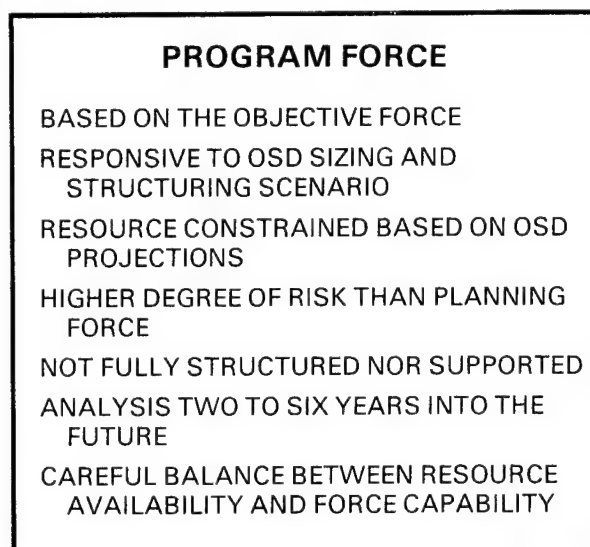 PROGRAM FORCE
BASED ON THE OBJECTIVE FORCE
RESPONSIVE TO OSD SIZING AND
STRUCTURING SCENARIO
RESOURCE CONSTRAINED BASED ON OSD
PROJECTIONS
HIGHER DEGREE OF RISK THAN PLANNING
FORCE
NOT FULLY STRUCTURED NOR SUPPORTED
ANALYSIS TWO TO SIX YEARS INTO THE
FUTURE
CAREFUL BALANCE BETWEEN RESOURCE
AVAILABILITY AND FORCE CAPABILITY